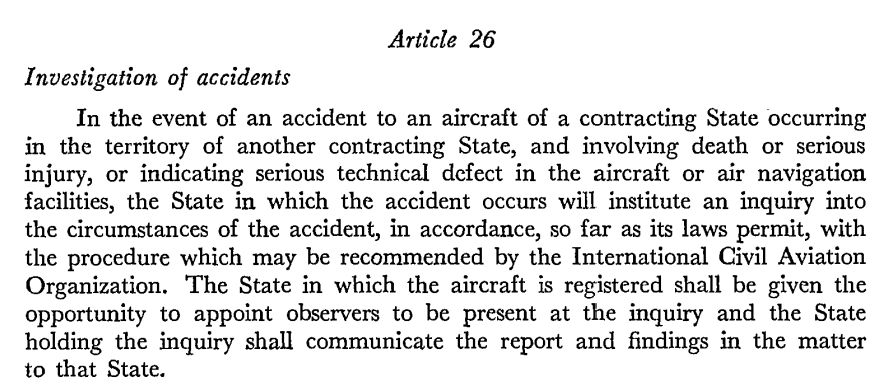 Article 26
Investigation of accidents
In the event of an accident to an aircraft of a contracting State occurring
in the territory of another contracting State, and involving death or serious
injury, or indicating serious technical defect in the aircraft or air navigation
facilities, the State in which the accident occurs will institute an inquiry into
the circumstances of the accident, in accordance, so far as its laws permit, with
the procedure which may be recommended by the International Civil Aviation
Organization. The State in which the aircraft is registered shall be given the
opportunity to appoint observers to be present at the inquiry and the State
holding the inquiry shall communicate the report and findings in the matter
to that State.